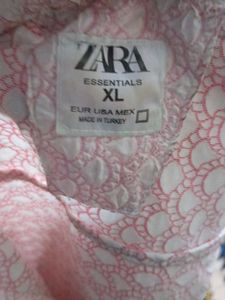 ZARA
ESSENTIALS
XL
EUR USA MEX
MADE IN TURKEY